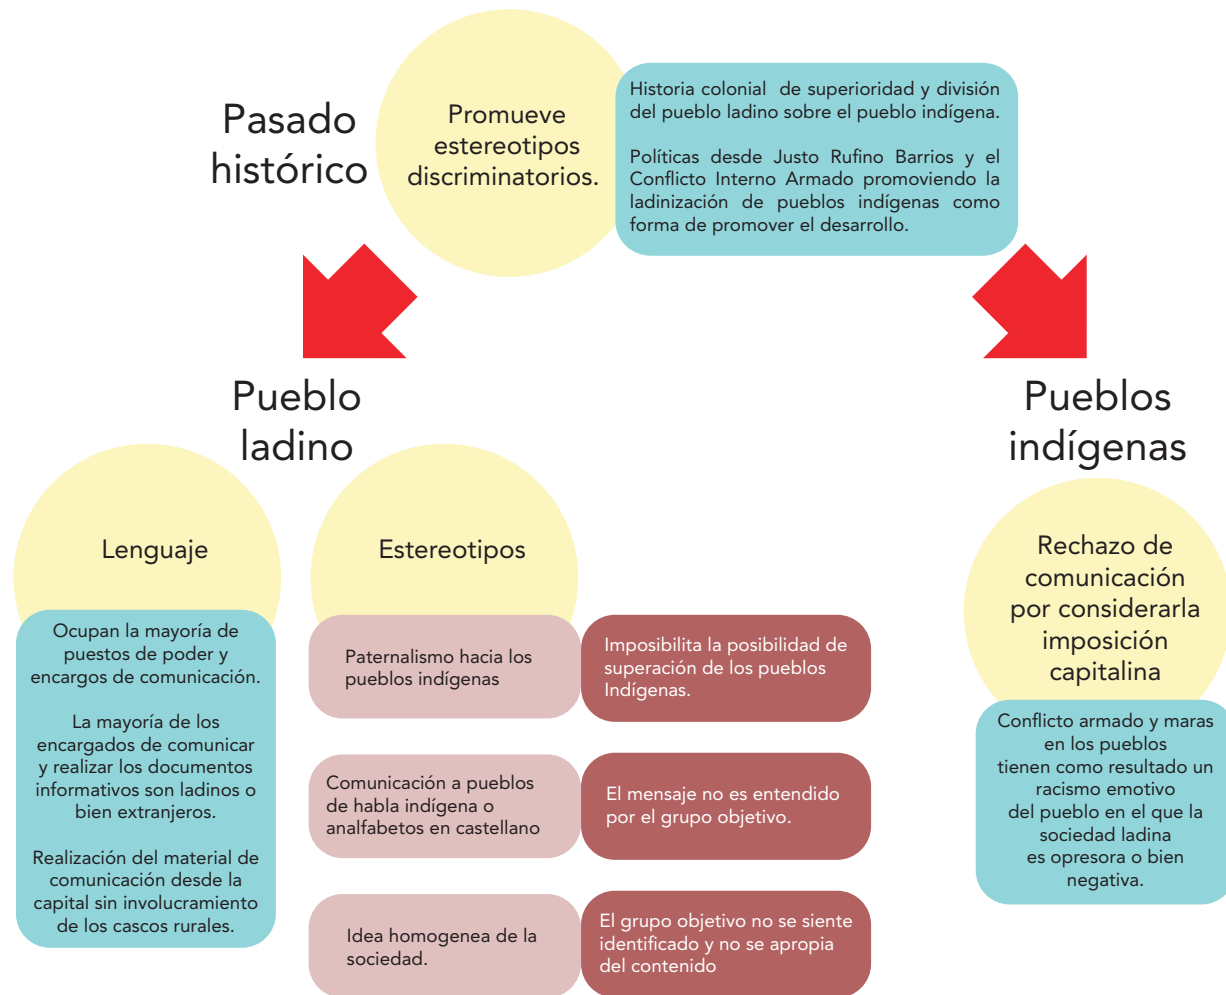 Pasado
histórico
Promueve
estereotipos
discriminatorios.
Historia colonial de superioridad y división
del pueblo ladino sobre el pueblo indígena.
Políticas desde Justo Rufino Barrios y el
Conflicto Interno Armado promoviendo la
ladinización de pueblos indígenas como
forma de promover el desarrollo.
Pueblo
ladino
Lenguaje
Ocupan la mayoría de
puestos de poder y
encargos de comunicación.
La mayoría de los
encargados de comunicar
y realizar los documentos
informativos son ladinos o
bien extranjeros.
Realización del material de
comunicación desde la
capital sin involucramiento
de los cascos rurales.
Estereotipos
Paternalismo hacia los
pueblos indígenas
Imposibilita la posibilidad de
superación de los pueblos
Indígenas.
Comunicación a pueblos
de habla indígena o
analfabetos en castellano
El mensaje no es entendido
por el grupo objetivo.
Idea homogenea de la
sociedad.
El grupo objetivo no se siente
identificado y no se apropia
del contenido
Pueblos
indígenas
Rechazo de
comunicación
por considerarla
imposición
capitalina
Conflicto armado y maras
en los pueblos
tienen como resultado un
racismo emotivo
del pueblo en el que la
sociedad ladina
es opresora o bien
negativa.